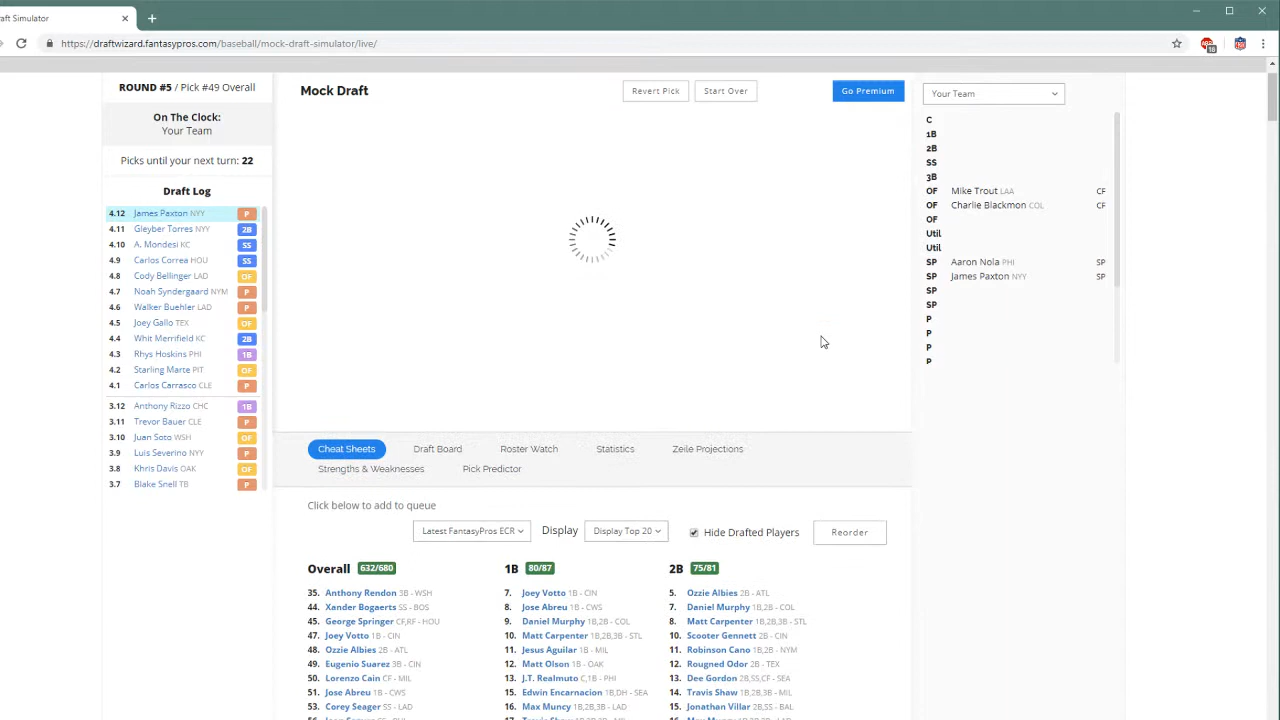 aft Simulator
https://draftwizard.fantasypros.com/baseball/mock-draft-simulator/live/
18
ROUND #5 / Pick #49 Overall
On The Clock:
Your Team
Picks until your next turn: 22
Draft Log
4.12 James Paxton NYY P
4.11 Gleyber Torres NYY 2B
4.10 A. Mondesi KC SS
4.9 Carlos Correa HOU SS
4.8 Cody Bellinger LAD OF
4.7 Noah Syndergaard NYM P
4.6 Walker Buehler LAD P
4.5 Joey Gallo TEX OF
4.4 Whit Merrifield KC 2B
4.3 Rhys Hoskins PHI 1B
4.2 Starling Marte PIT OF
4.1 Carlos Carrasco CLE P
3.12 Anthony Rizzo CHC 1B
3.11 Trevor Bauer CLE P
3.10 Juan Soto WSH OF
3.9 Luis Severino NYY P
3.8 Khris Davis OAK OF
3.7 Blake Snell TB P
Mock Draft
Revert Pick
Start Over
Go Premium
Cheat Sheets
Draft Board
Roster Watch
Statistics
Zeile Projections
Strengths & Weaknesses
Pick Predictor
Click below to add to queue
Latest FantasyPros ECR
Display
Display Top 20
Hide Drafted Players
Reorder
Overall 632/680
35. Anthony Rendon 3B - WSH
44. Xander Bogaerts SS - BOS
45. George Springer CF,RF - HOU
47. Joey Votto 1B - CIN
48. Ozzie Albies 2B - ATL
49. Eugenio Suarez 3B - CIN
50. Lorenzo Cain CF - MIL
51. Jose Abreu 1B - CWS
53. Corey Seager SS - LAD
1B 80/87
7. Joey Votto 1B - CIN
8. Jose Abreu 1B - CWS
9. Daniel Murphy 1B,2B - COL
10. Matt Carpenter 1B,2B,3B - STL
11. Jesus Aguilar 1B - MIL
12. Matt Olson 1B - OAK
13. J.T. Realmuto C,1B - PHI
15. Edwin Encarnacion 1B,DH - SEA
16. Max Muncy 1B,2B,3B - LAD
2B 75/81
5. Ozzie Albies 2B - ATL
7. Daniel Murphy 1B,2B - COL
8. Matt Carpenter 1B,2B,3B - STL
10. Scooter Gennett 2B - CIN
11. Robinson Cano 1B,2B - NYM
12. Rougned Odor 2B - TEX
13. Dee Gordon 2B,SS,CF - SEA
14. Travis Shaw 1B,2B,3B - MIL
15. Jonathan Villar 2B,SS - BAL
Your Team
C
1B
2B
SS
3B
OF Mike Trout LAA CF
OF Charlie Blackmon COL CF
OF
Util
Util
SP Aaron Nola PHI SP
SP James Paxton NYY SP
SP
SP
P
P
P
P